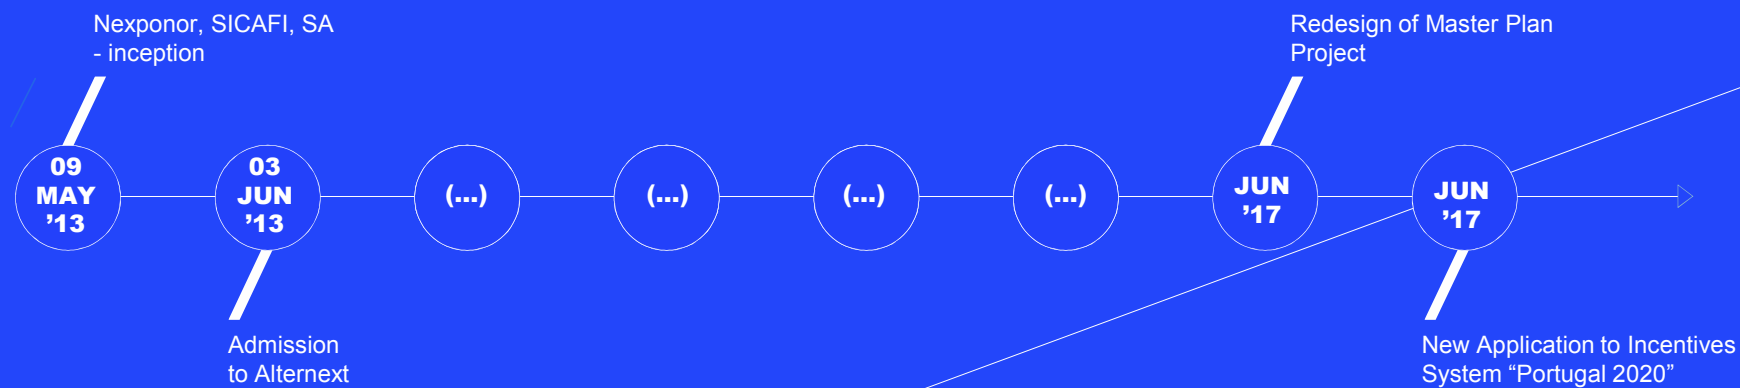 Nexponor, SICAFI, SA
- inception
Redesign of Master Plan
Project
09
MAY
’13
03
JUN
’13
(...)
(...)
(...)
(...)
JUN
’17
JUN
’17
Admission
to Alternext
New Application to Incentives
System “Portugal 2020”